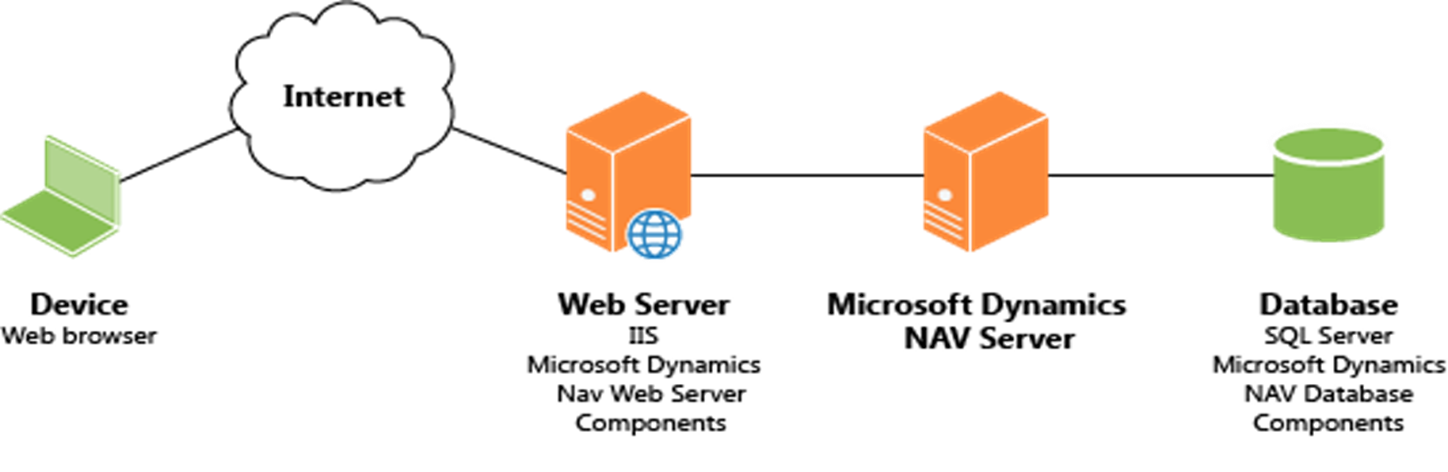 Internet
Device
Web browser
Web Server
IIS
Microsoft Dynamics
Nav Web Server
Components
Microsoft Dynamics
NAV Server
Database
SQL Server
Microsoft Dynamics
NAV Database
Components